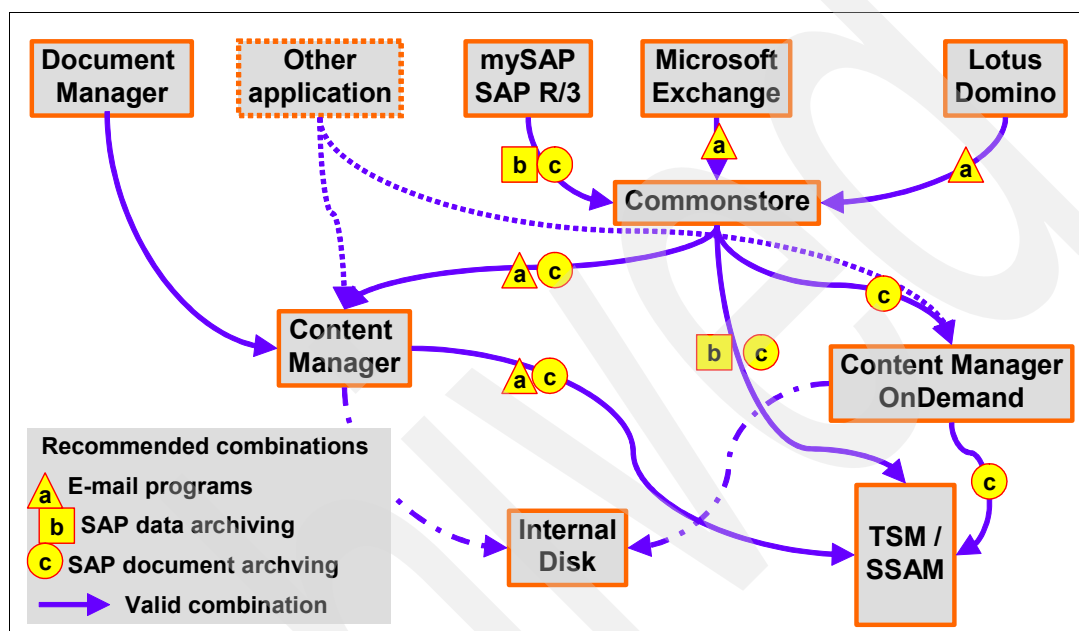 Document
Manager
Other
application
mySAP
SAP R/3
Microsoft
Exchange
Lotus
Domino
b c
a
a
Commonstore
a c
c
Content
Manager
b c
Content Manager
OnDemand
a c
c
Recommended combinations
a E-mail programs
b SAP data archiving
c SAP document archving
Valid combination
Internal
Disk
TSM /
SSAM